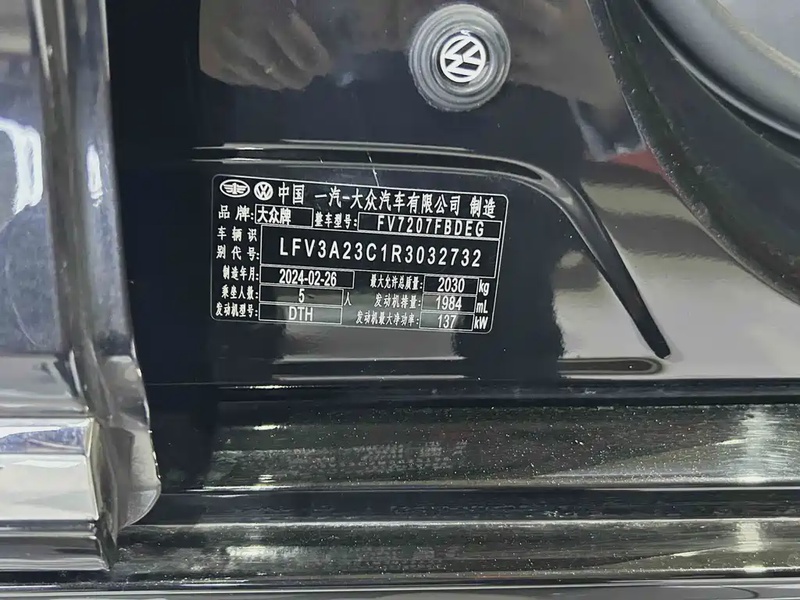 中国 一汽-大众汽车有限公司 制造
品 牌: 大众牌 整车型号: FV7207FBDEG
车辆识别代号: LFV3A23C1R3032732
制造年月: 2024-02-26 最大允许总质量: 2030 kg
乘坐人数: 5 人 发动机排量: 1984 mL
发动机型号: DTH 发动机最大净功率: 137 kW